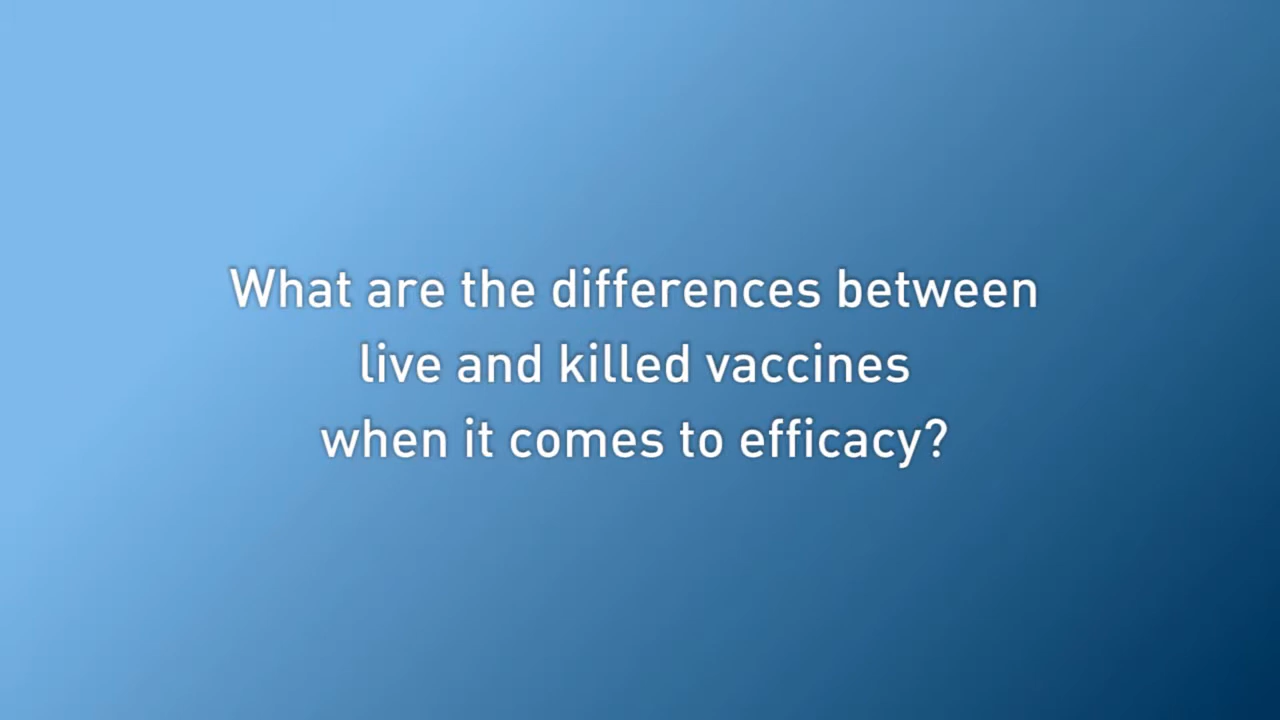 What are the differences between
live and killed vaccines
when it comes to efficacy?